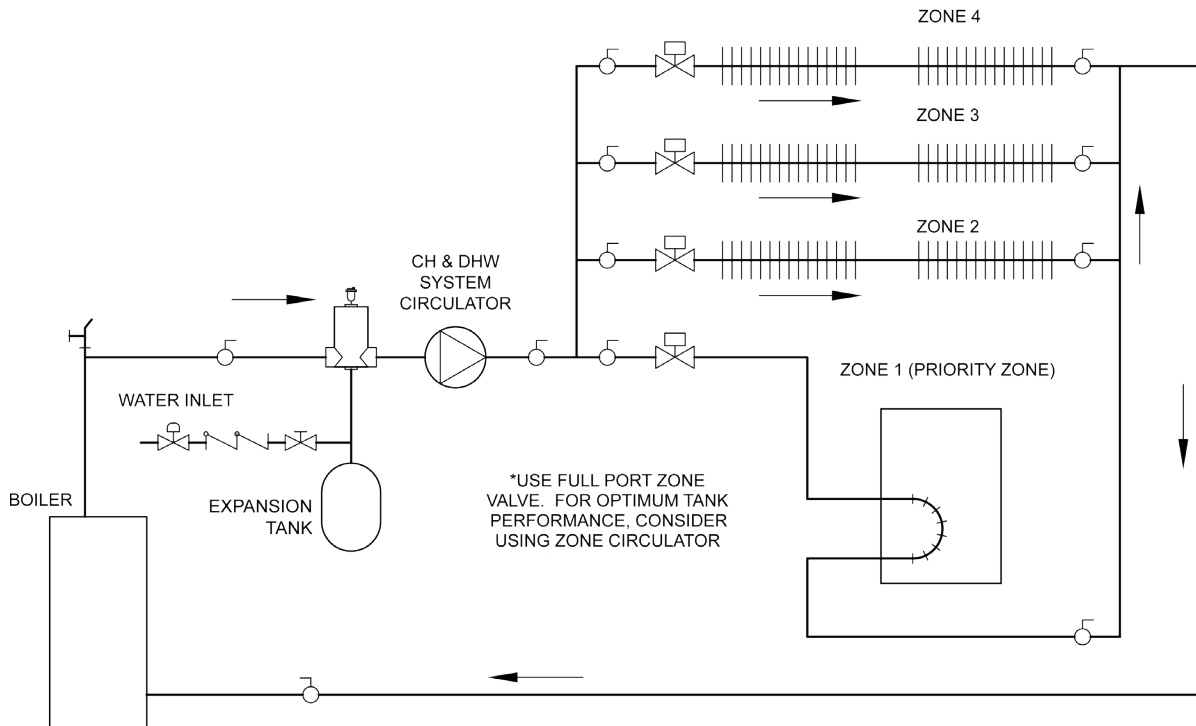 ZONE 4
ZONE 3
ZONE 2
CH & DHW
SYSTEM
CIRCULATOR
ZONE 1 (PRIORITY ZONE)
WATER INLET
*USE FULL PORT ZONE
VALVE. FOR OPTIMUM TANK
PERFORMANCE, CONSIDER
USING ZONE CIRCULATOR
BOILER
EXPANSION
TANK